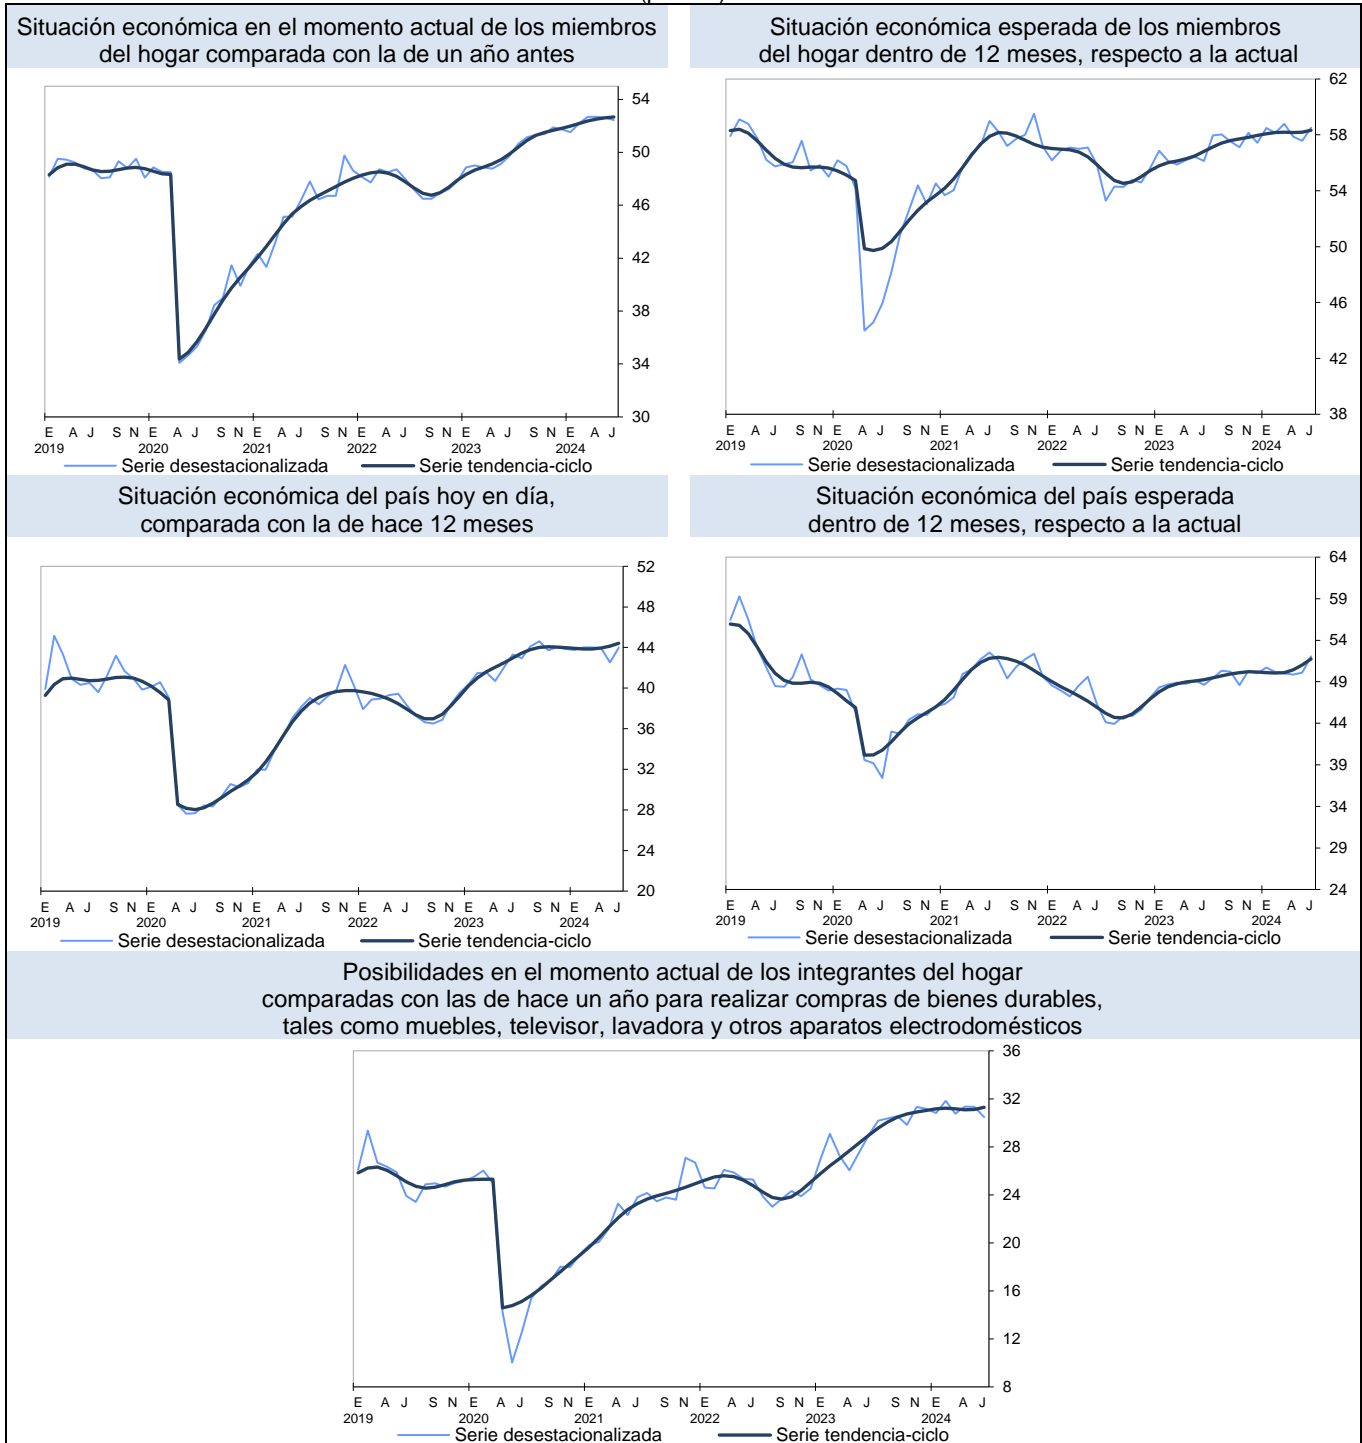 Situación económica en el momento actual de los miembros
del hogar comparada con la de un año antes
54
50
46
42
38
34
30
E A J S N E A J S N E A J S N E A J S N E A J S N E A J
2019 2020 2021 2022 2023 2024
Serie desestacionalizada Serie tendencia-ciclo
Situación económica esperada de los miembros
del hogar dentro de 12 meses, respecto a la actual
62
58
54
50
46
42
38
E A J S N E A J S N E A J S N E A J S N E A J S N E A J
2019 2020 2021 2022 2023 2024
Serie desestacionalizada Serie tendencia-ciclo
Situación económica del país hoy en día,
comparada con la de hace 12 meses
52
48
44
40
36
32
28
24
20
E A J S N E A J S N E A J S N E A J S N E A J S N E A J
2019 2020 2021 2022 2023 2024
Serie desestacionalizada Serie tendencia-ciclo
Situación económica del país esperada
dentro de 12 meses, respecto a la actual
64
59
54
49
44
39
34
29
24
E A J S N E A J S N E A J S N E A J S N E A J S N E A J
2019 2020 2021 2022 2023 2024
Serie desestacionalizada Serie tendencia-ciclo
Posibilidades en el momento actual de los integrantes del hogar
comparadas con las de hace un año para realizar compras de bienes durables,
tales como muebles, televisor, lavadora y otros aparatos electrodomésticos
36
32
28
24
20
16
12
8
E A J S N E A J S N E A J S N E A J S N E A J S N E A J
2019 2020 2021 2022 2023 2024
Serie desestacionalizada Serie tendencia-ciclo